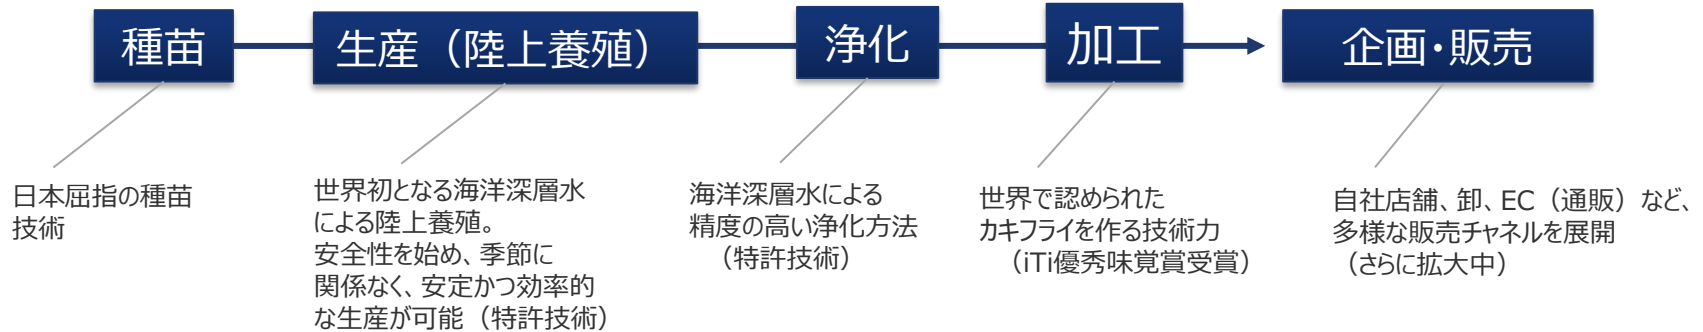 種苗
生産（陸上養殖）
浄化
加工
企画・販売
日本屈指の種苗
技術
世界初となる海洋深層水
による陸上養殖。
安全性を始め、季節に
関係なく、安定かつ効率的
な生産が可能（特許技術）
海洋深層水による
精度の高い浄化方法
（特許技術）
世界で認められた
カキフライを作る技術力
（iTi優秀味覚賞受賞）
自社店舗、卸、EC（通販）など、
多様な販売チャネルを展開
（さらに拡大中）